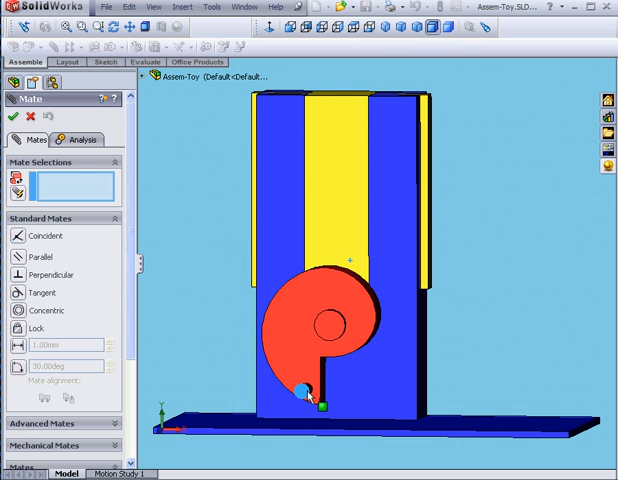 SolidWorks File Edit View Insert Tools Window Help Assem-Toy.SLD...
Assembly Layout Sketch Evaluate Office Products
Assem-Toy (Default<Default...
Mate
Mates Analysis
Mate Selections
Standard Mates
Coincident
Parallel
Perpendicular
Tangent
Concentric
Lock
1.00mm
30.00deg
Mate alignment:
Advanced Mates
Mechanical Mates
Mates
Y
Model Motion Study 1